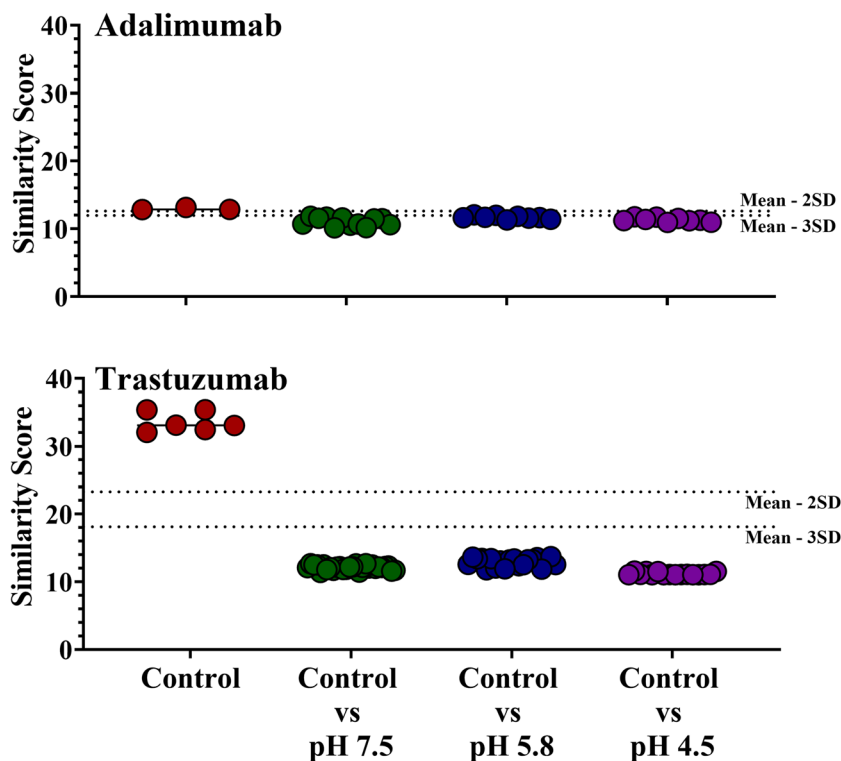 Adalimumab
Similarity Score
40
30
20
10
0
Mean - 2SD
Mean - 3SD
Trastuzumab
Similarity Score
40
30
20
10
0
Mean - 2SD
Mean - 3SD
Control
Control
vs
pH 7.5
Control
vs
pH 5.8
Control
vs
pH 4.5